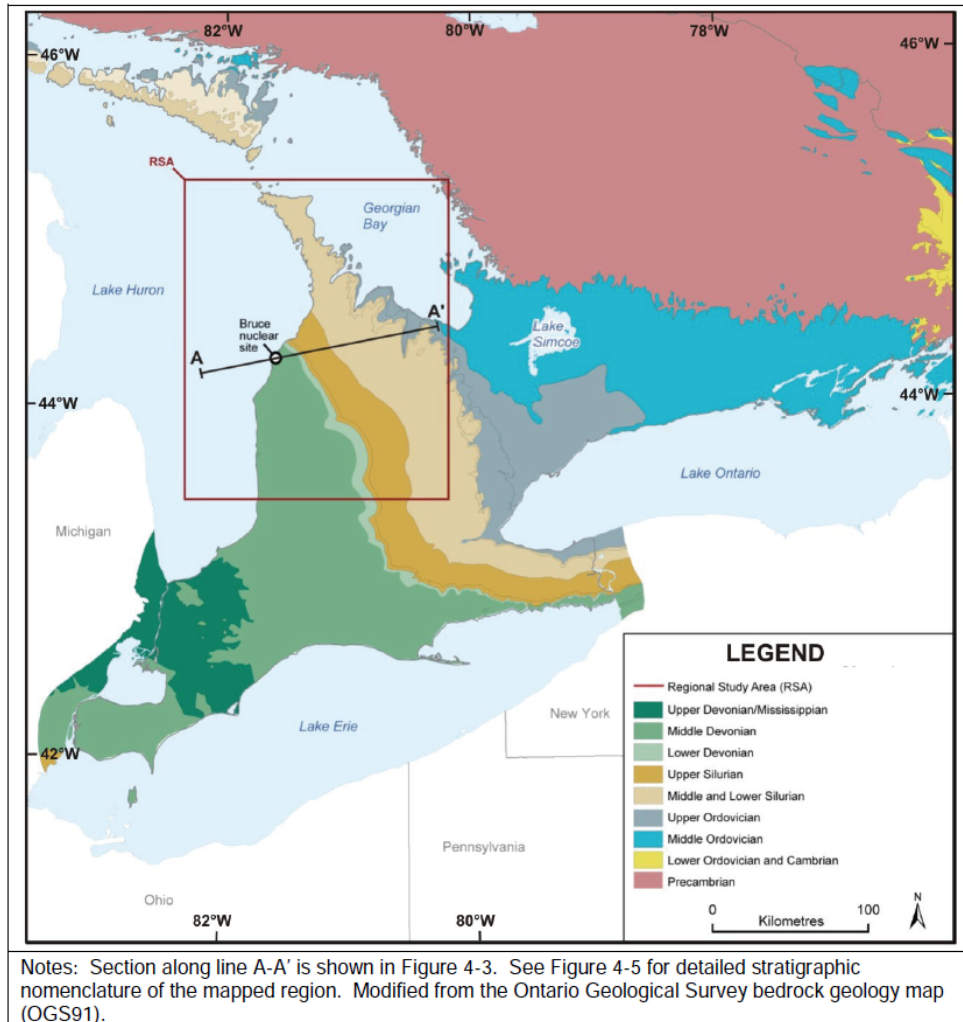 82°W
80°W
78°W
46°W
46°W
RSA
Georgian
Bay
Lake Huron
A'
Bruce
nuclear
site
Lake
Simcoe
A
44°W
44°W
Lake Ontario
Michigan
LEGEND
Regional Study Area (RSA)
Upper Devonian/Mississippian
Middle Devonian
Lower Devonian
Upper Silurian
Middle and Lower Silurian
Upper Ordovician
Middle Ordovician
Lower Ordovician and Cambrian
Precambrian
0
100
Kilometres
N
New York
Lake Erie
42°W
Pennsylvania
Ohio
82°W
80°W
Notes: Section along line A-A′ is shown in Figure 4-3. See Figure 4-5 for detailed stratigraphic
nomenclature of the mapped region. Modified from the Ontario Geological Survey bedrock geology map
(OGS91).